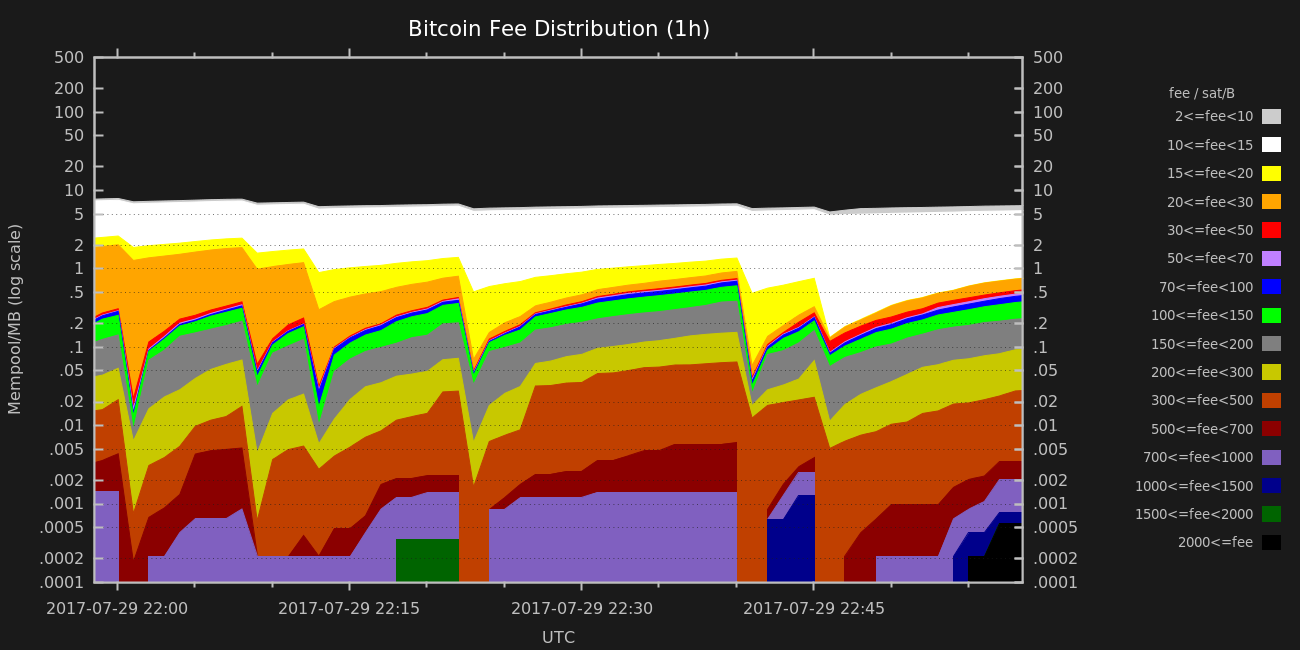 Bitcoin Fee Distribution (1h)
500 500
200 200
100 100
50 50
20 20
10 10
5 5
2 2
1 1
.5 .5
.2 .2
.1 .1
.05 .05
.02 .02
.01 .01
.005 .005
.002 .002
.001 .001
.0005 .0005
.0002 .0002
.0001 .0001
Mempool/MB (log scale)
2017-07-29 22:00 2017-07-29 22:15 2017-07-29 22:30 2017-07-29 22:45
UTC
fee / sat/B
2<=fee<10
10<=fee<15
15<=fee<20
20<=fee<30
30<=fee<50
50<=fee<70
70<=fee<100
100<=fee<150
150<=fee<200
200<=fee<300
300<=fee<500
500<=fee<700
700<=fee<1000
1000<=fee<1500
1500<=fee<2000
2000<=fee